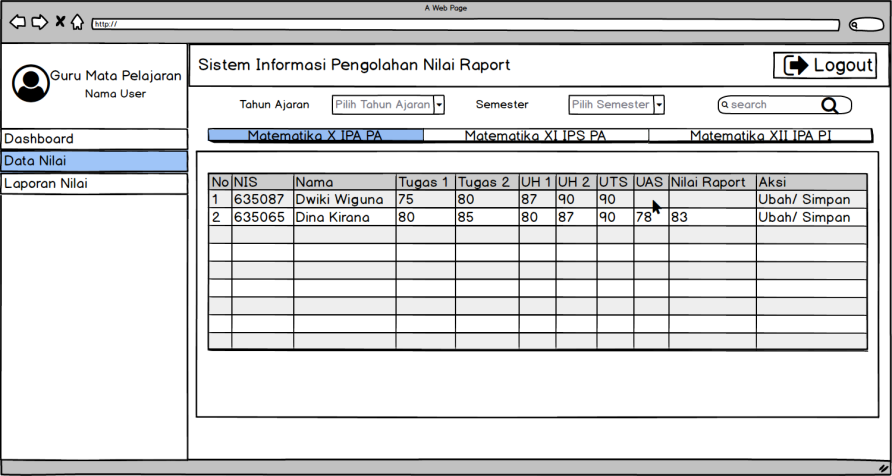 A Web Page
http://
Guru Mata Pelajaran
Nama User
Sistem Informasi Pengolahan Nilai Raport
Logout
Tahun Ajaran Pilih Tahun Ajaran Semester Pilih Semester search
Dashboard
Data Nilai
Laporan Nilai
Matematika X IPA PA Matematika XI IPS PA Matematika XII IPA PI
No NIS Nama Tugas 1 Tugas 2 UH 1 UH 2 UTS UAS Nilai Raport Aksi
1 635087 Dwiki Wiguna 75 80 87 90 90 Ubah/ Simpan
2 635065 Dina Kirana 80 85 80 87 90 78 83 Ubah/ Simpan